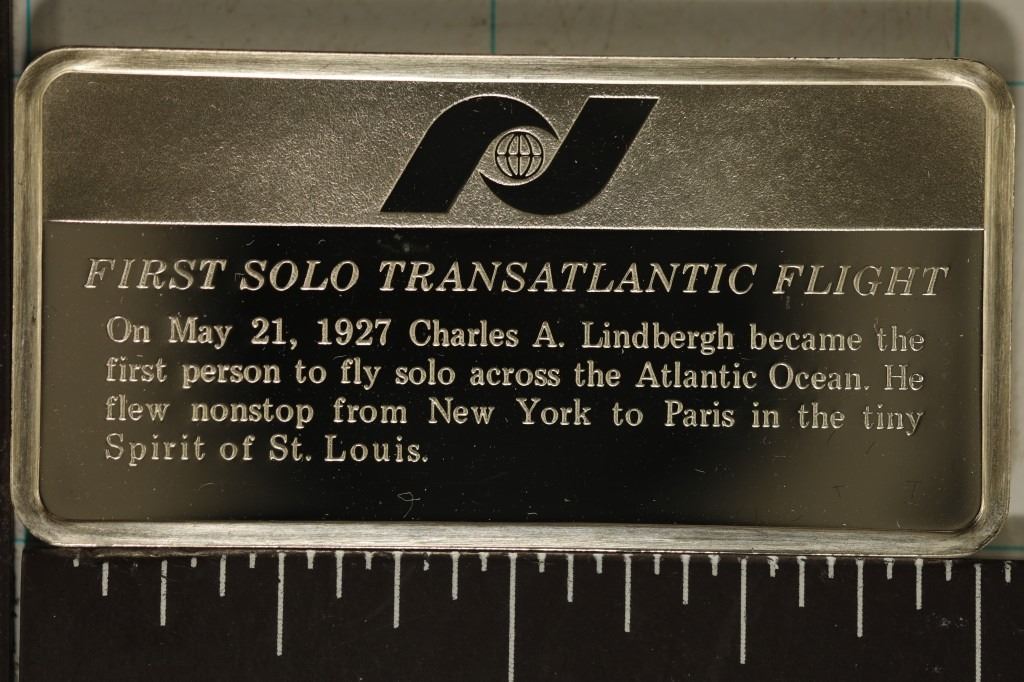 FIRST SOLO TRANSATLANTIC FLIGHT
On May 21, 1927 Charles A. Lindbergh became the
first person to fly solo across the Atlantic Ocean. He
flew nonstop from New York to Paris in the tiny
Spirit of St. Louis.